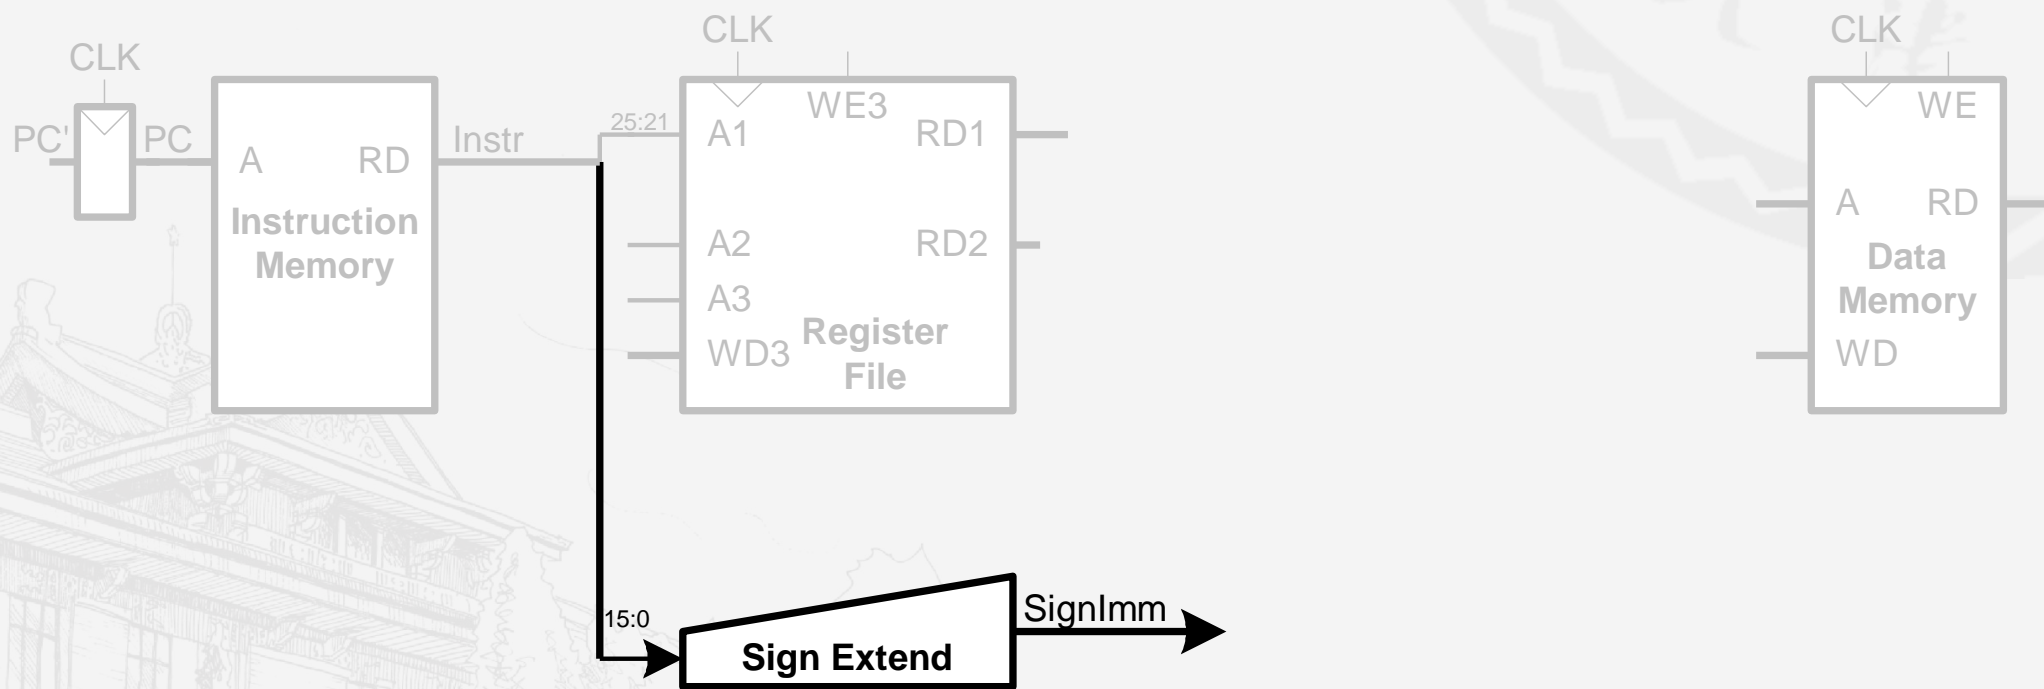 CLK
PC'
PC
A
RD
Instruction
Memory
Instr
25:21
CLK
WE3
A1
RD1
A2
RD2
A3
WD3
Register
File
CLK
WE
A
RD
Data
Memory
WD
15:0
Sign Extend
SignImm